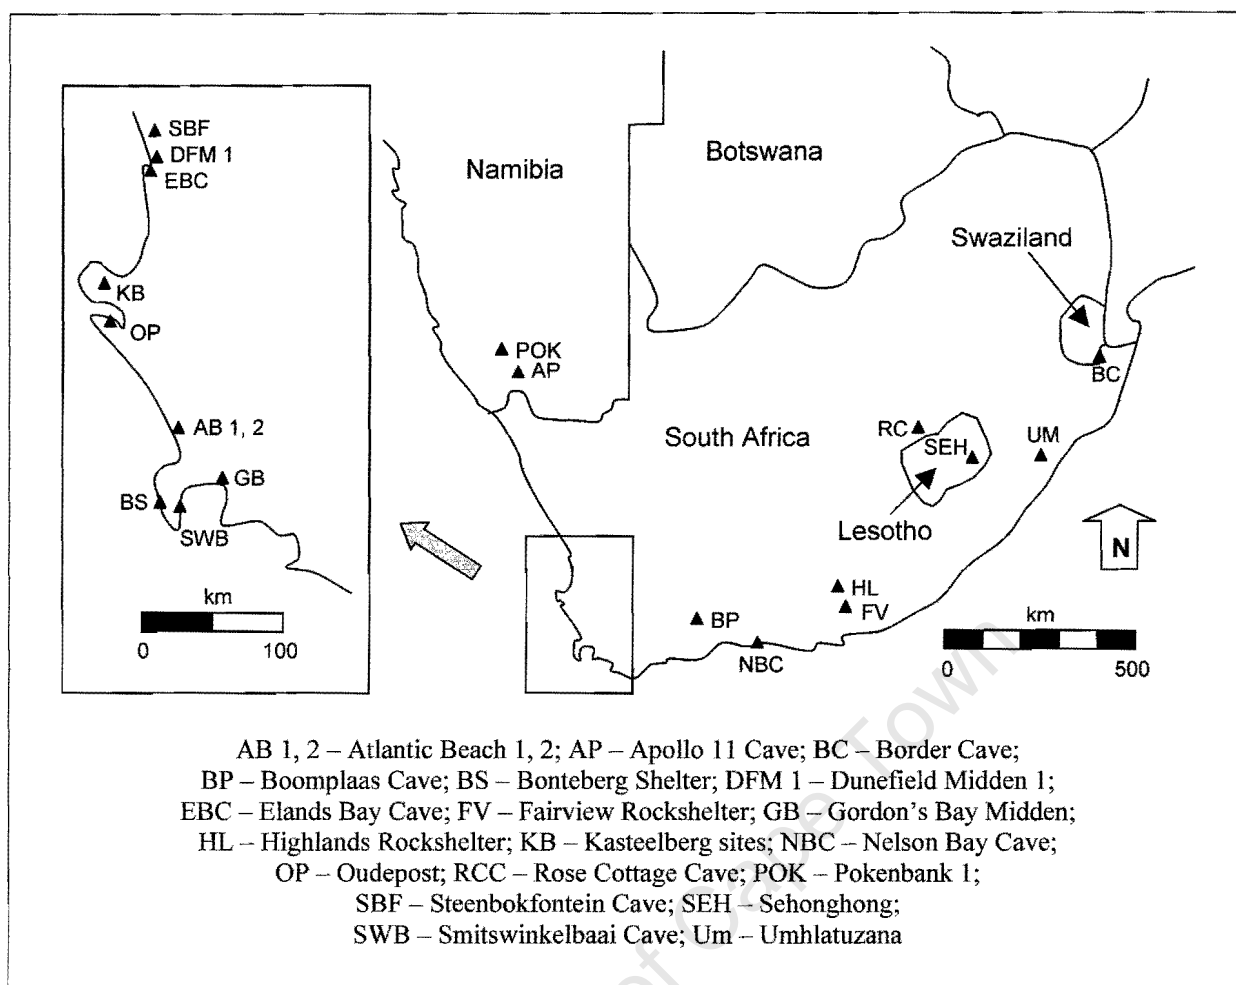 SBF
DFM 1
EBC
KB
OP
AB 1, 2
GB
BS
SWB
km
0 100
Namibia
Botswana
Swaziland
POK
AP
BC
South Africa
RC
SEH
UM
Lesotho
N
HL
FV
BP
NBC
km
0 500
AB 1, 2 – Atlantic Beach 1, 2; AP – Apollo 11 Cave; BC – Border Cave;
BP – Boomplaas Cave; BS – Bonteberg Shelter; DFM 1 – Dunefield Midden 1;
EBC – Elands Bay Cave; FV – Fairview Rockshelter; GB – Gordon's Bay Midden;
HL – Highlands Rockshelter; KB – Kasteelberg sites; NBC – Nelson Bay Cave;
OP – Oudepost; RCC – Rose Cottage Cave; POK – Pokenbank 1;
SBF – Steenbokfontein Cave; SEH – Sehonghong;
SWB – Smitswinkelbaai Cave; Um – Umhlatuzana
of Cape Town